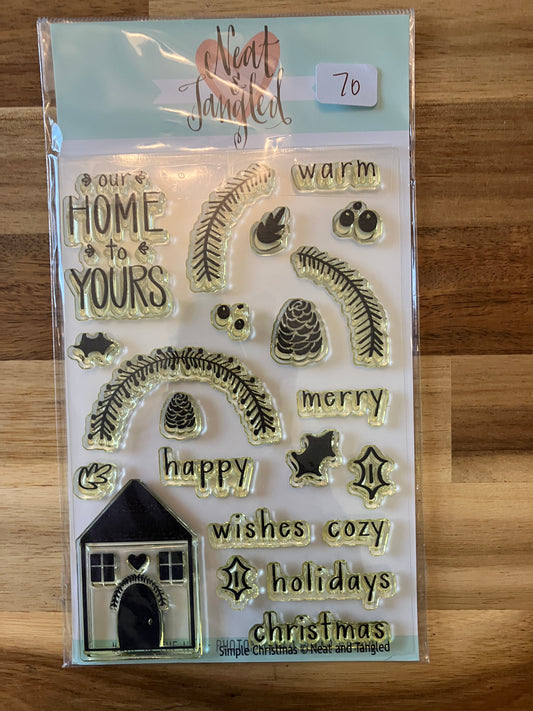 Neat
&
Tangled
70
our
HOME
to
YOURS
warm
merry
happy
wishes cozy
holidays
christmas
PHOTO
Simple Christmas © Neat and Tangled